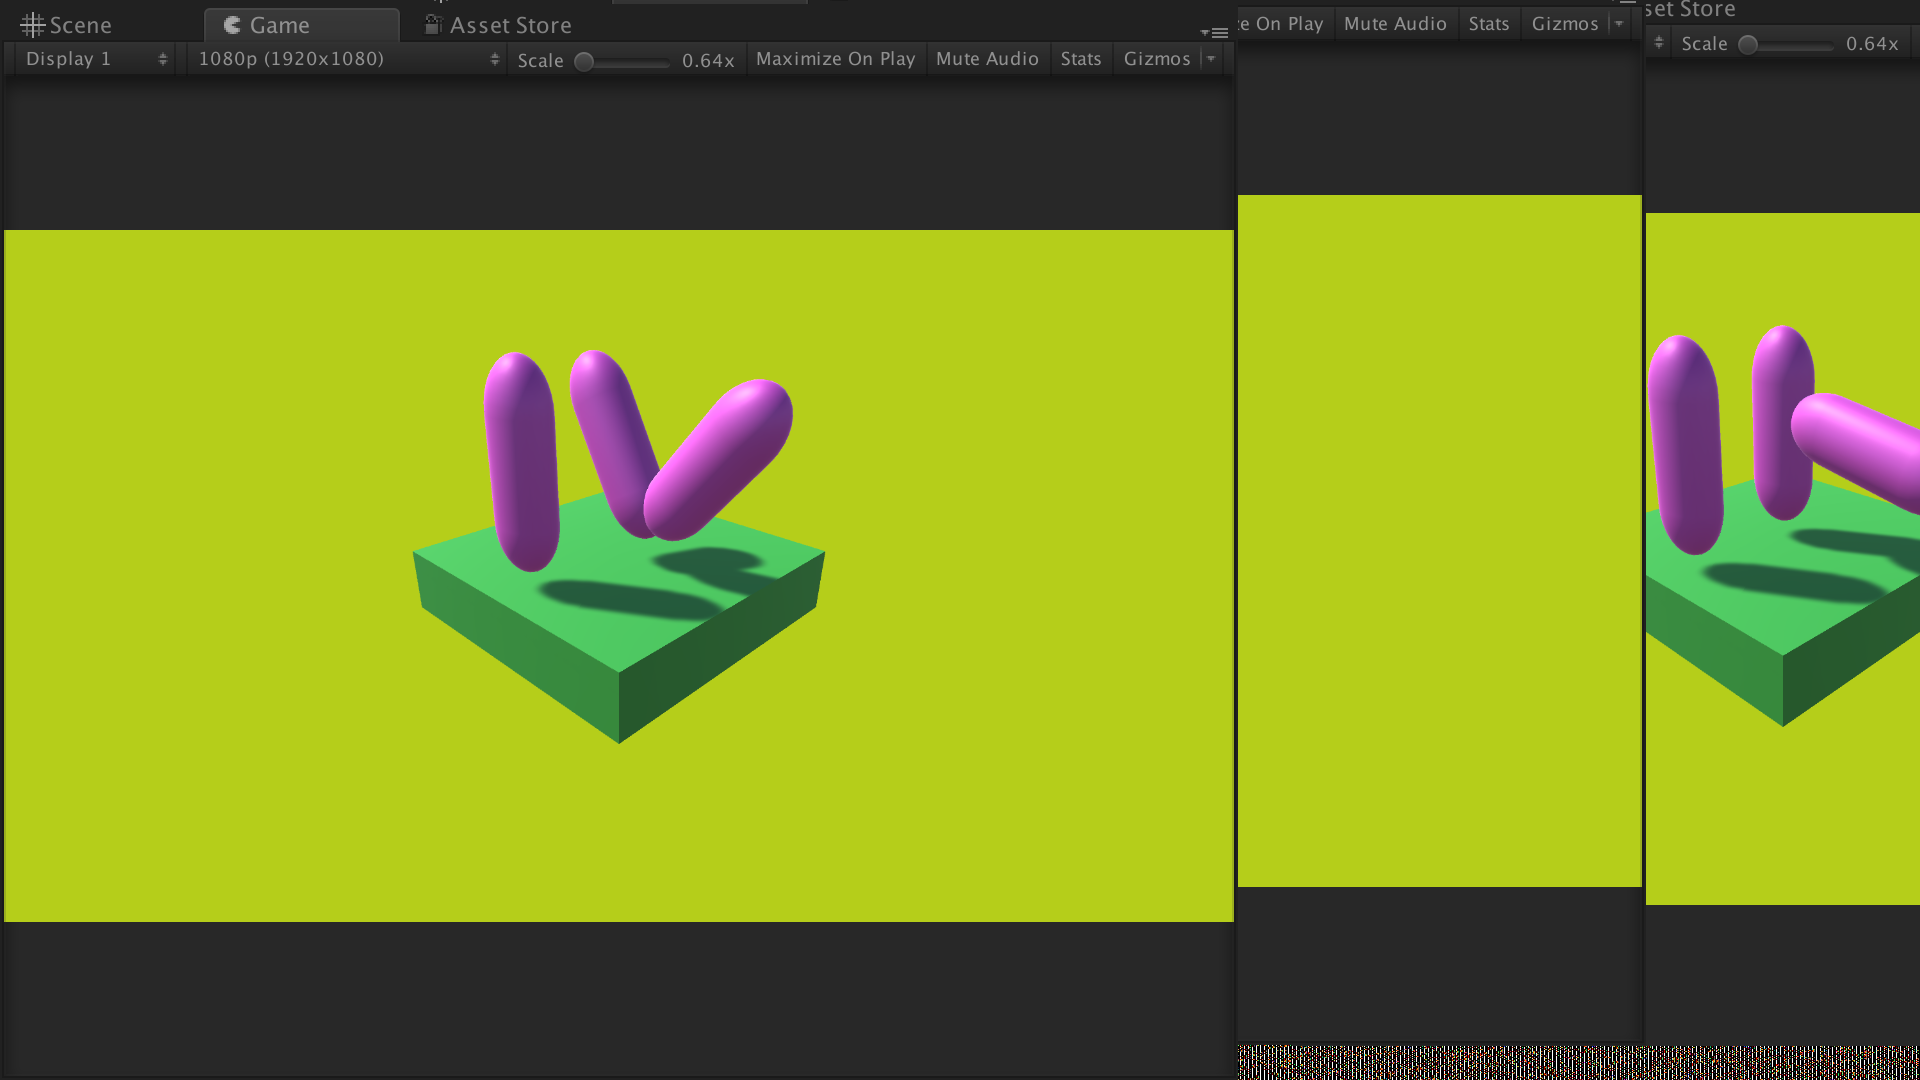 Scene Game Asset Store
Display 1 1080p (1920x1080) Scale 0.64x Maximize On Play Mute Audio Stats Gizmos
On Play Mute Audio Stats Gizmos
Store
Scale 0.64x